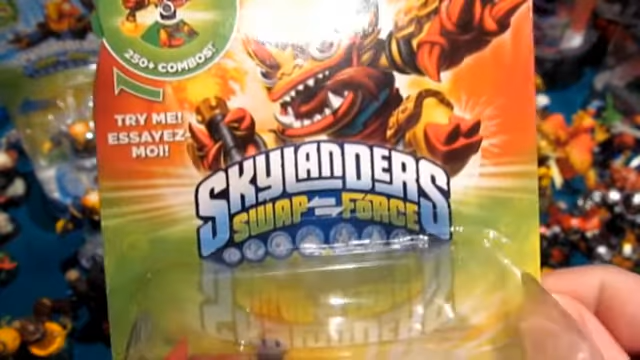 250+ COMBOS!
TRY ME!
ESSAYEZ-
MOI!
SKYLANDERS
SWAP FORCE